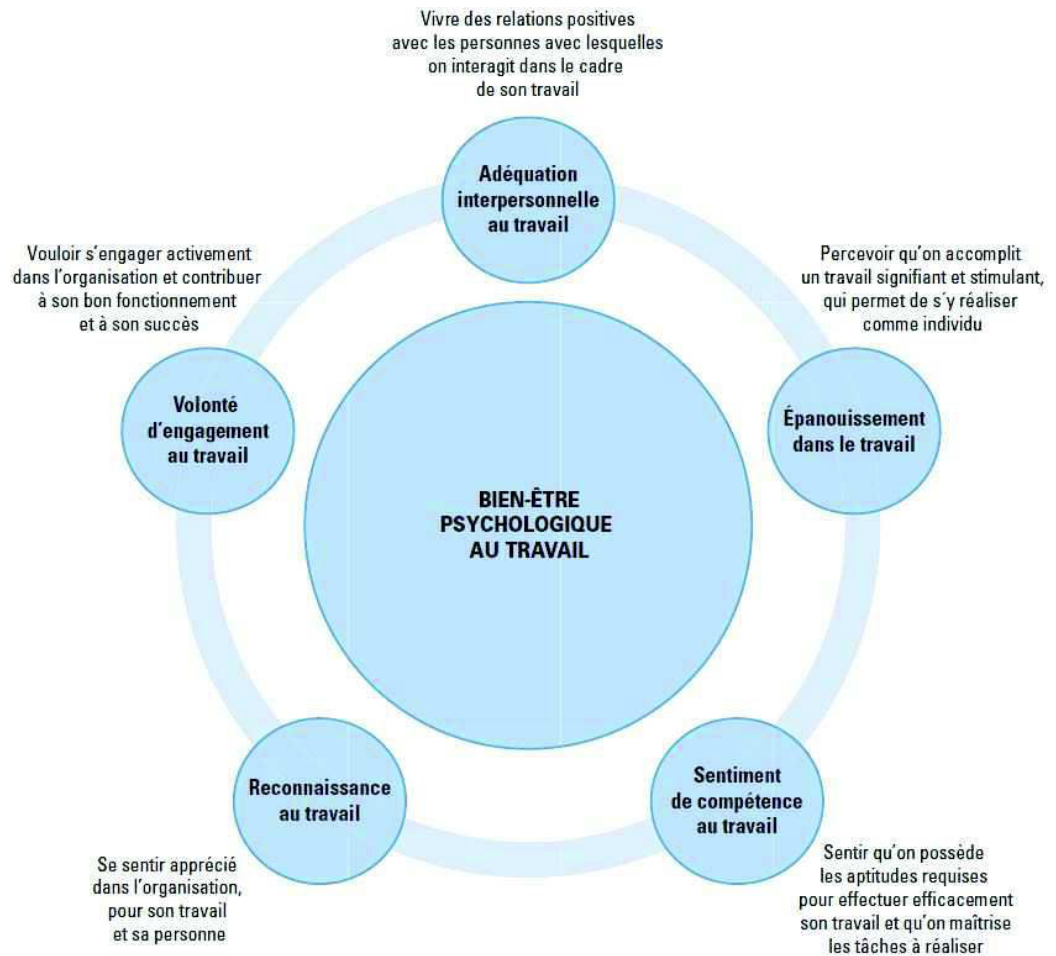 Vivre des relations positives
avec les personnes avec lesquelles
on interagit dans le cadre
de son travail
Adéquation
interpersonnelle
au travail
Vouloir s'engager activement
dans l'organisation et contribuer
à son bon fonctionnement
et à son succès
Volonté
d'engagement
au travail
Percevoir qu'on accomplit
un travail signifiant et stimulant,
qui permet de s´y réaliser
comme individu
Épanouissement
dans le travail
BIEN-ÊTRE
PSYCHOLOGIQUE
AU TRAVAIL
Reconnaissance
au travail
Se sentir apprécié
dans l'organisation,
pour son travail
et sa personne
Sentiment
de compétence
au travail
Sentir qu'on possède
les aptitudes requises
pour effectuer efficacement
son travail et qu'on maîtrise
les tâches à réaliser